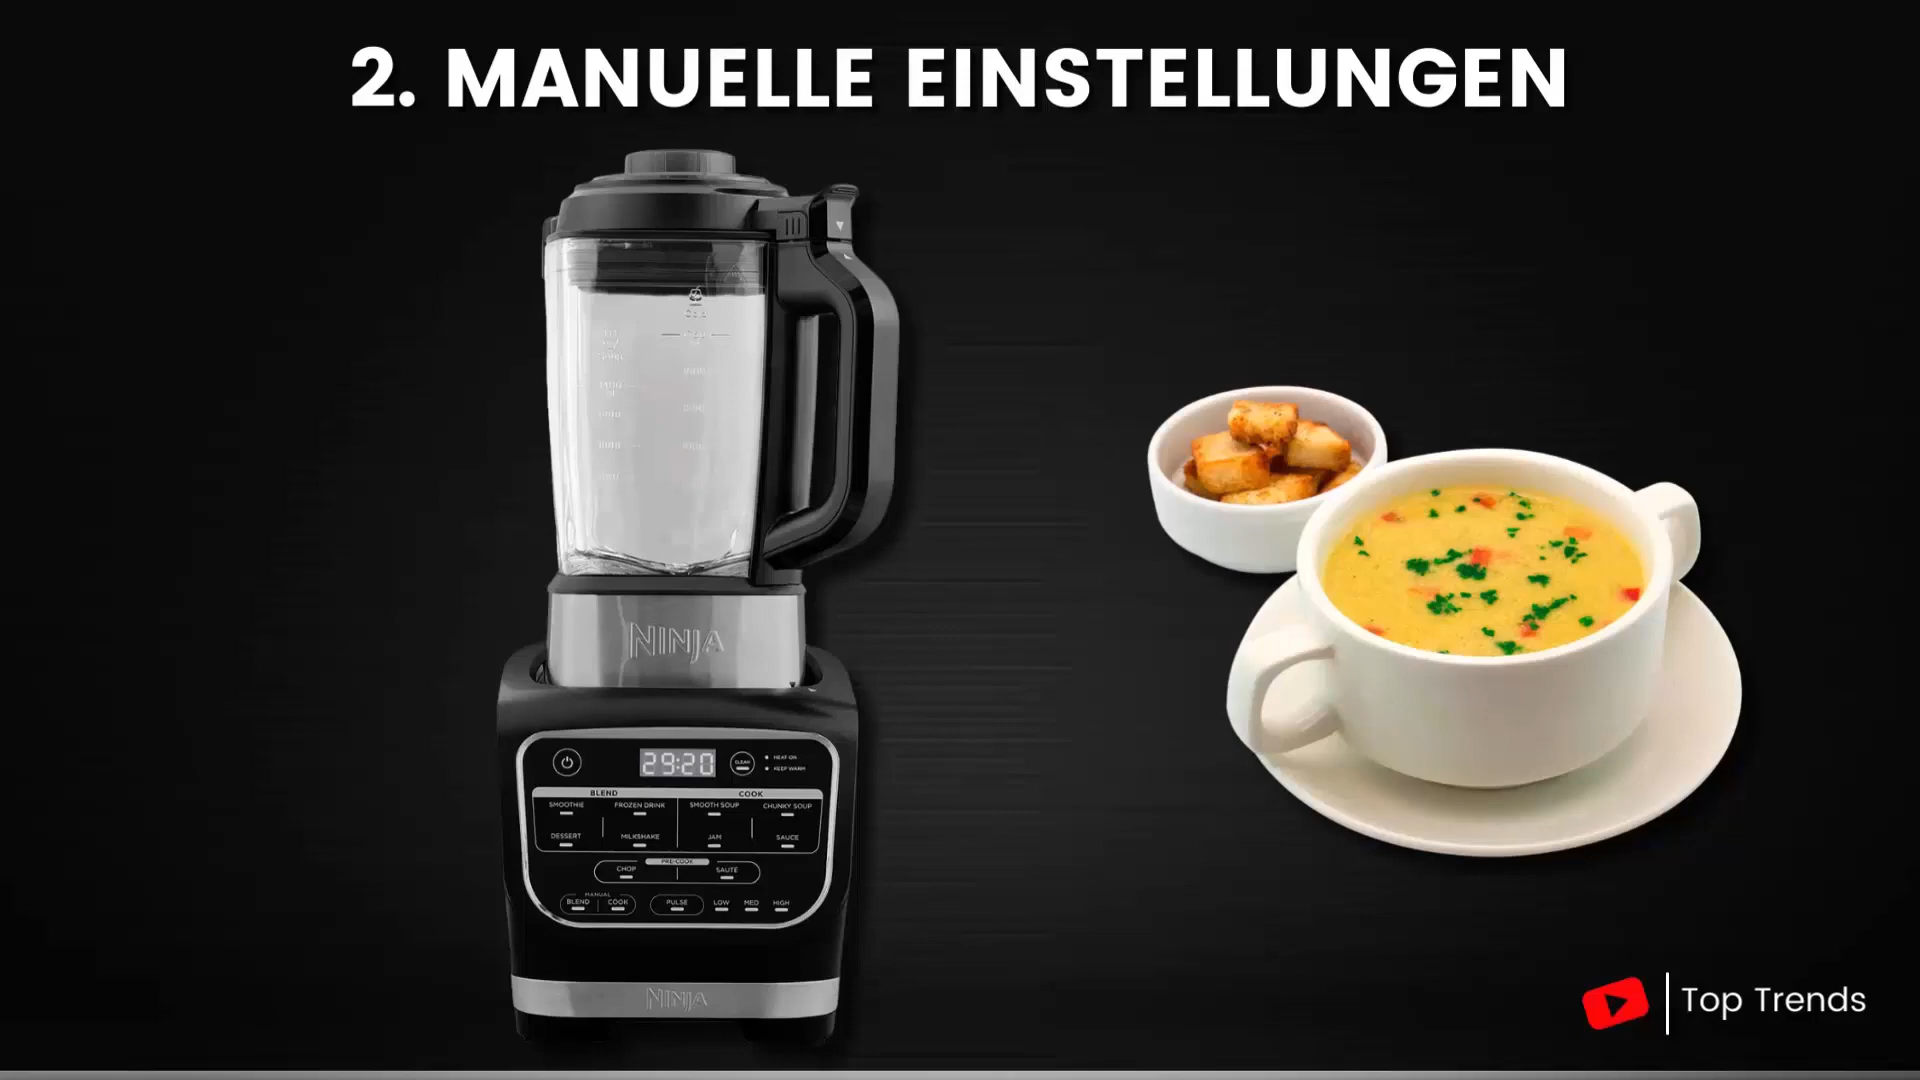 2. MANUELLE EINSTELLUNGEN
NINJA
29:20
CLEAN
HEAT ON
KEEP WARM
BLEND COOK
SMOOTHIE FROZEN DRINK SMOOTH SOUP CHUNKY SOUP
DESSERT MILKSHAKE JAM SAUCE
PRE-COOK
CHOP SAUTÉ
MANUAL
BLEND COOK PULSE LOW MED HIGH
NINJA
Top Trends